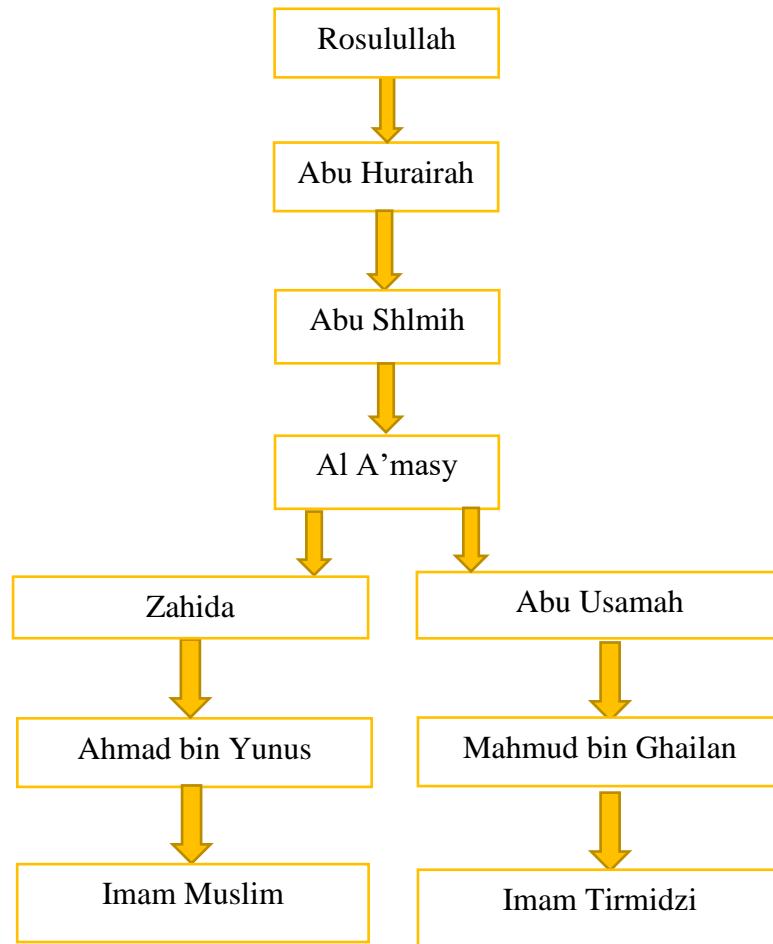 Rosulullah
Abu Hurairah
Abu Shlmih
Al A’masy
Zahida
Abu Usamah
Ahmad bin Yunus
Mahmud bin Ghailan
Imam Muslim
Imam Tirmidzi